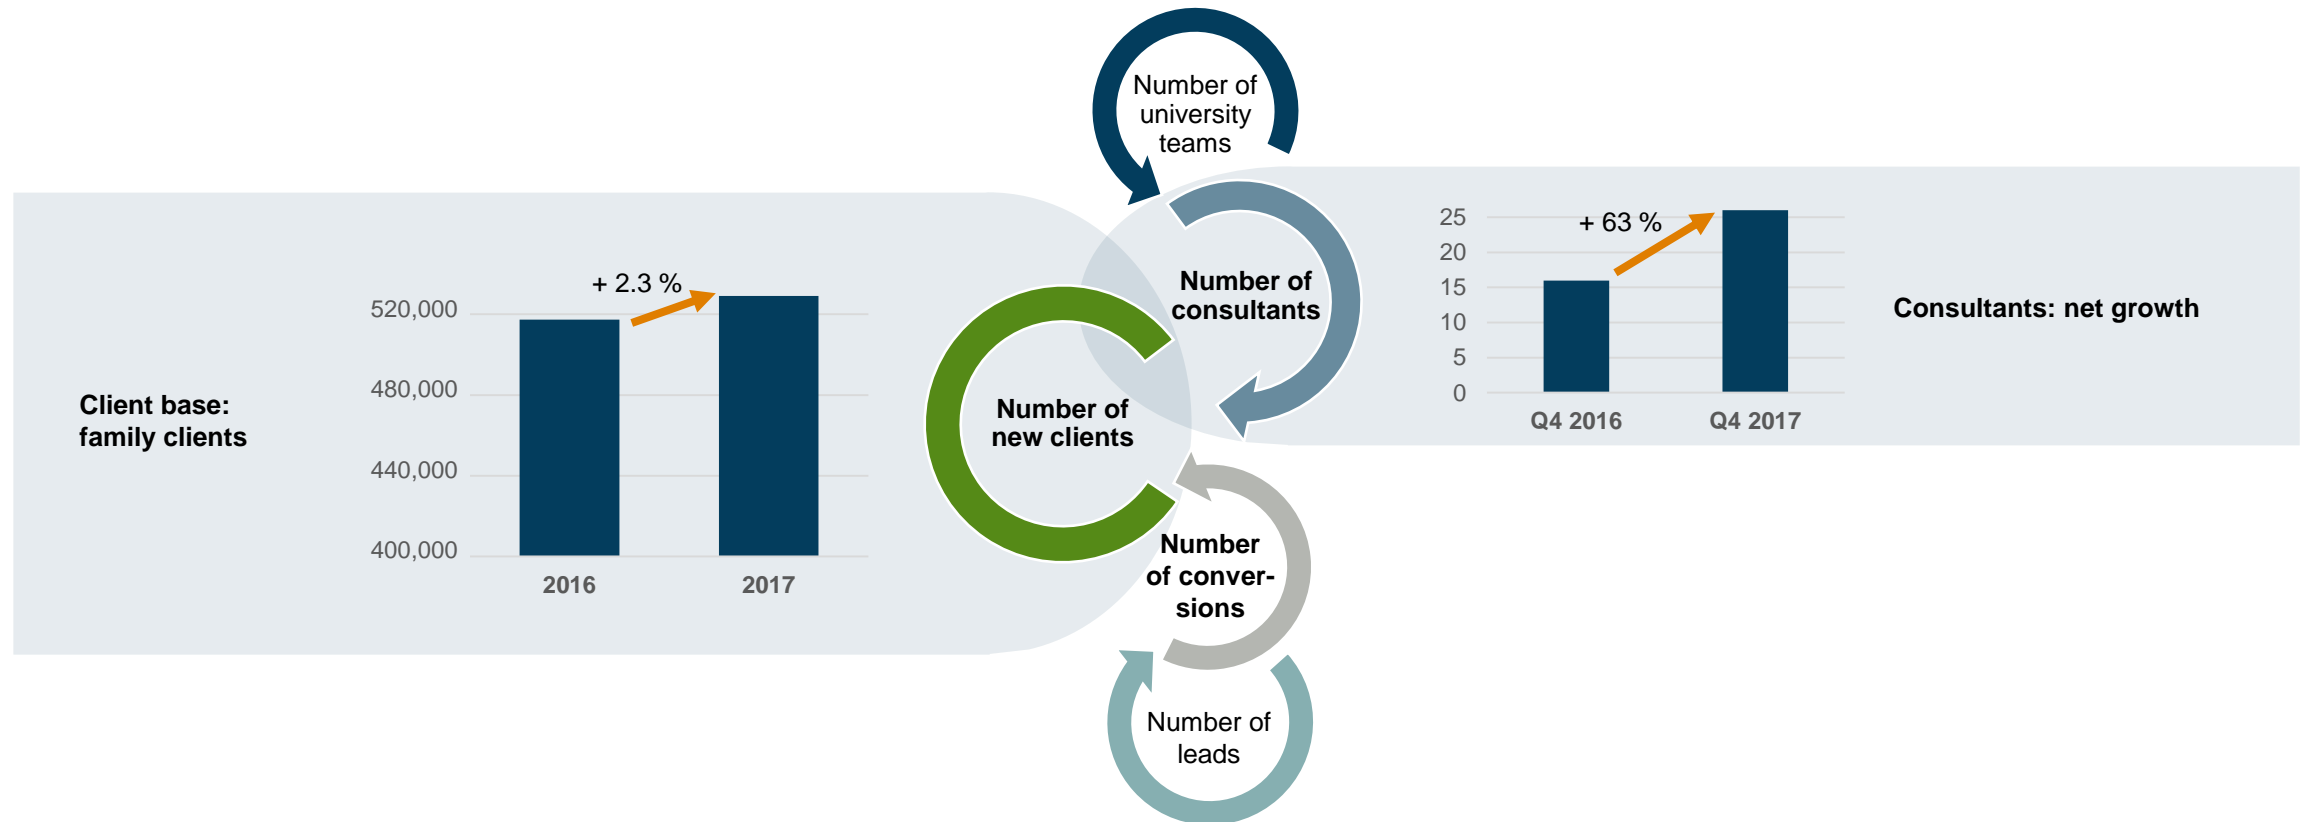 Number of
university
teams
Number of
consultants
Number of
new clients
Number
of conver-
sions
Number of
leads
Client base:
family clients
520,000
480,000
440,000
400,000
+ 2.3 %
2016
2017
25
20
15
10
5
0
+ 63 %
Q4 2016
Q4 2017
Consultants: net growth